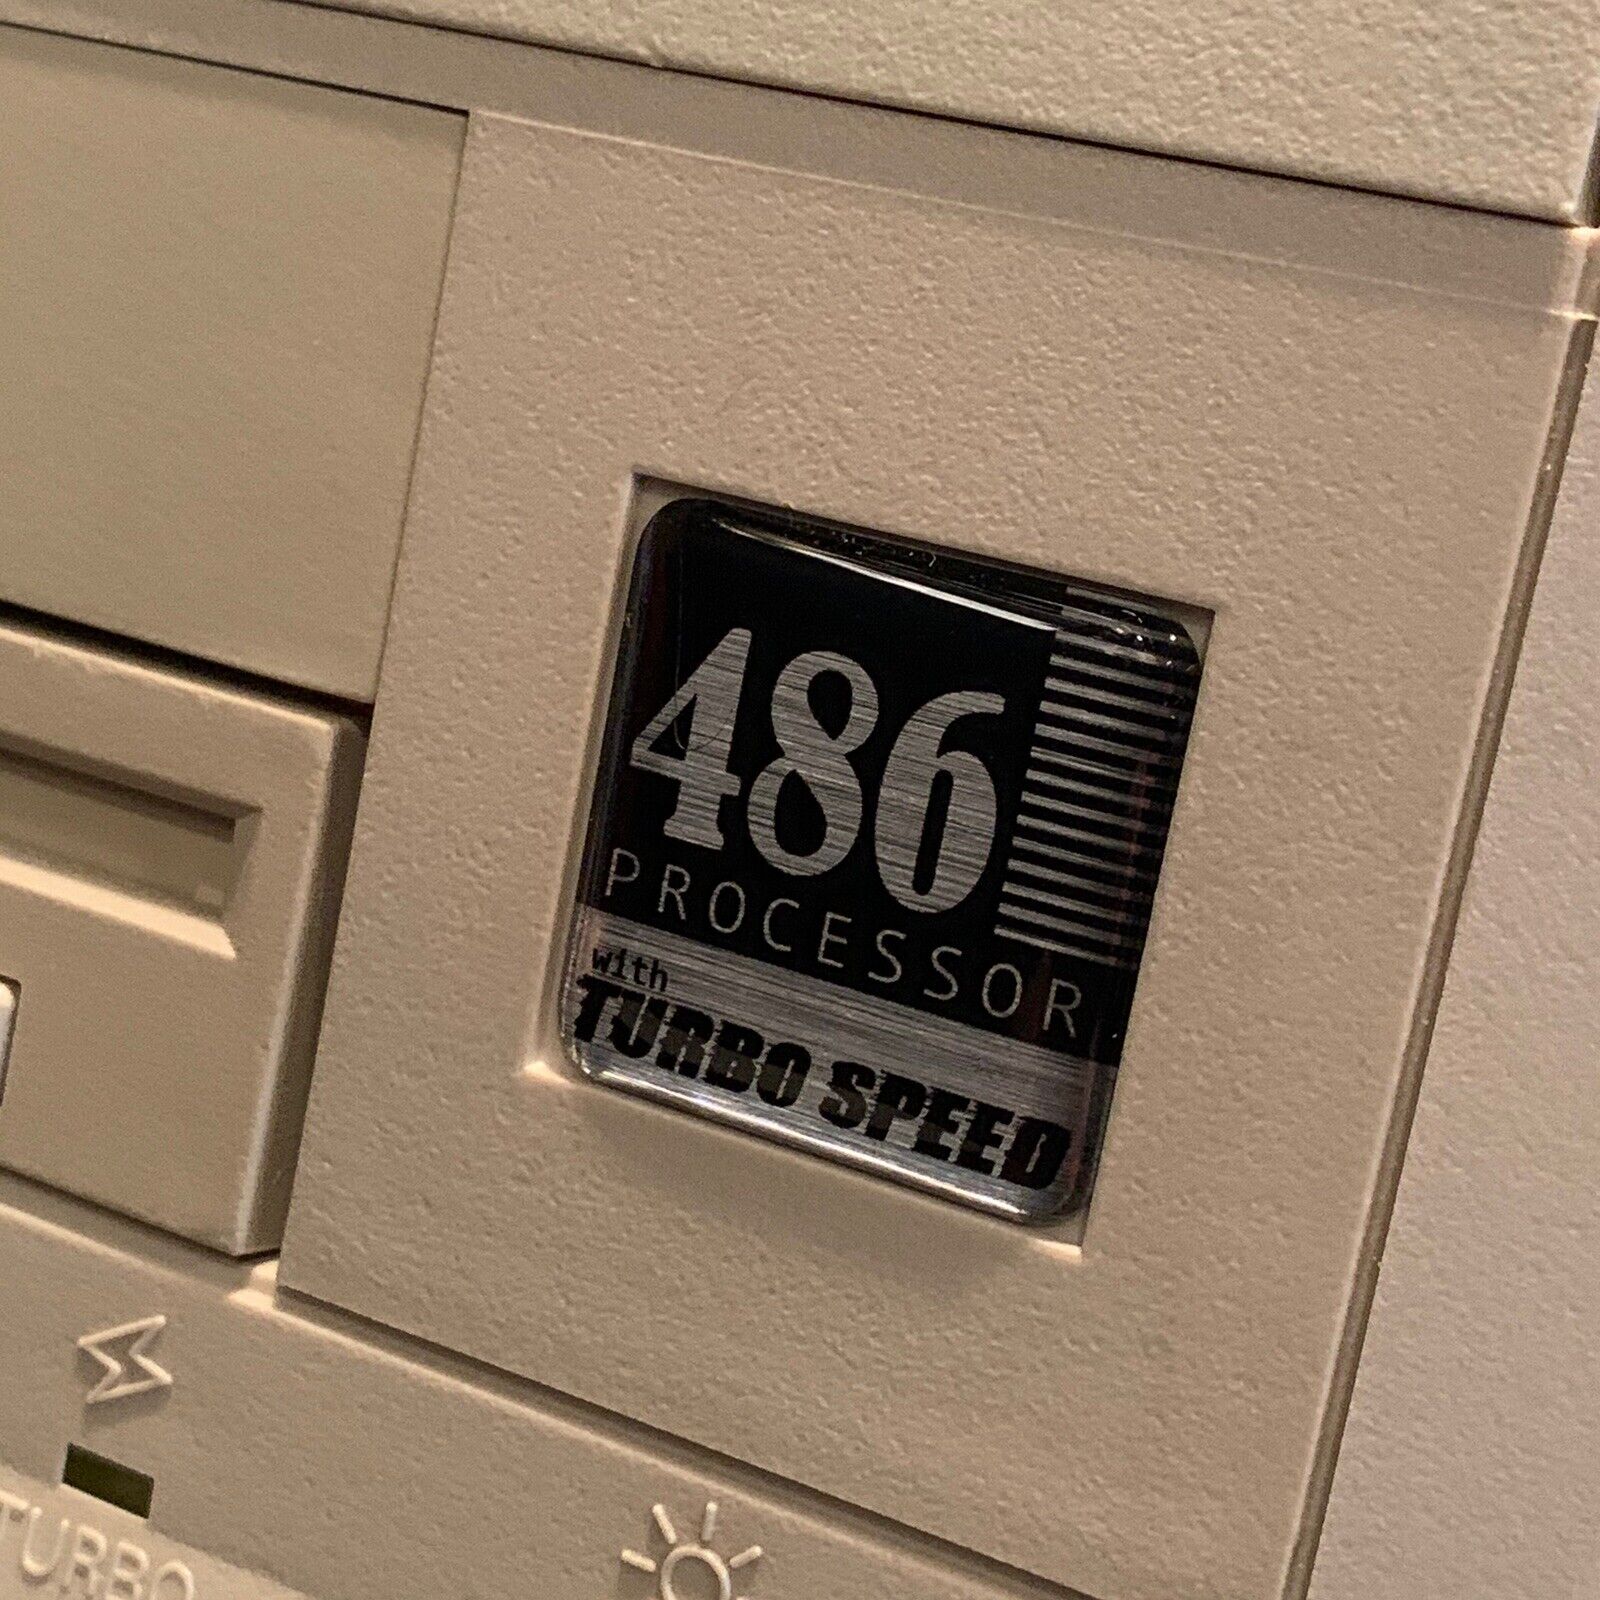 486
PROCESSOR
with
TURBO SPEED
TURBO